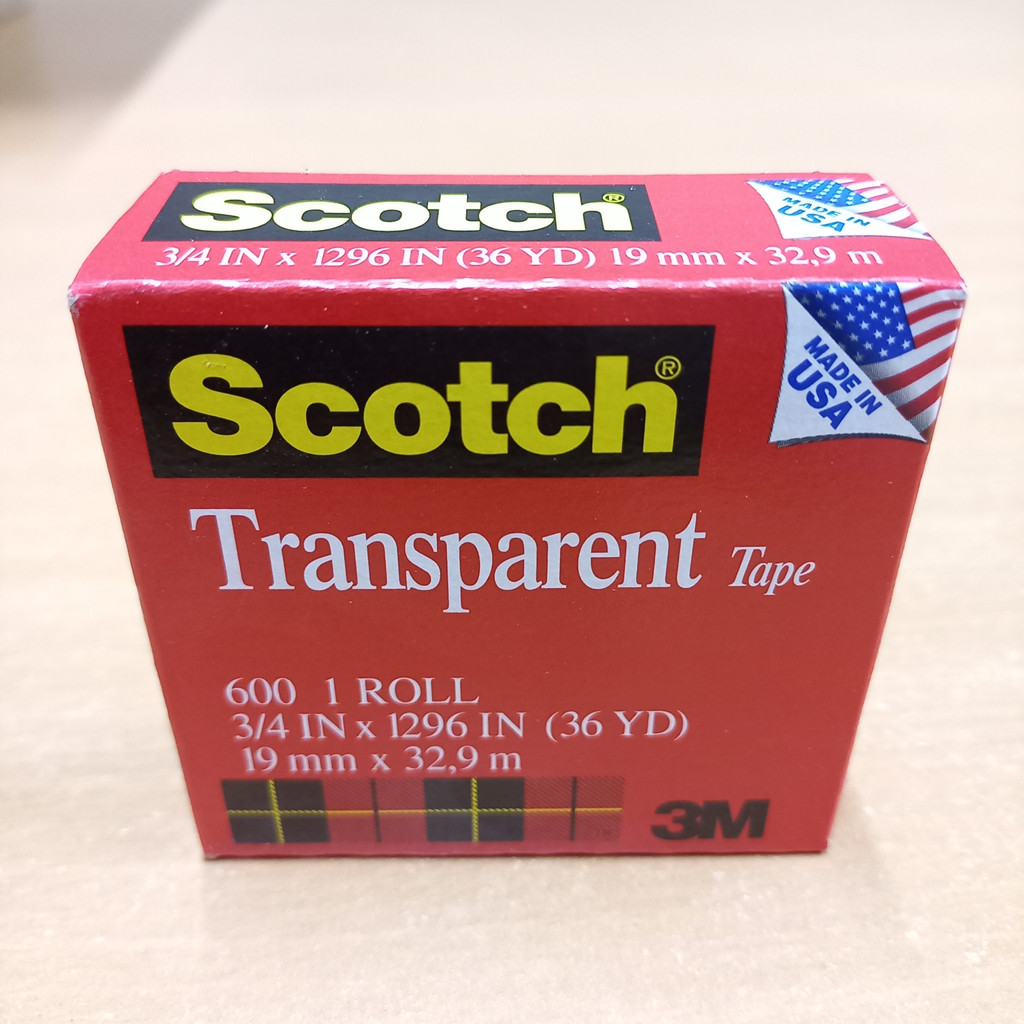 Scotch®
MADE IN
USA
3/4 IN x 1296 IN (36 YD) 19 mm x 32,9 m
Scotch®
MADE IN
USA
Transparent Tape
600 1 ROLL
3/4 IN x 1296 IN (36 YD)
19 mm x 32,9 m
3M